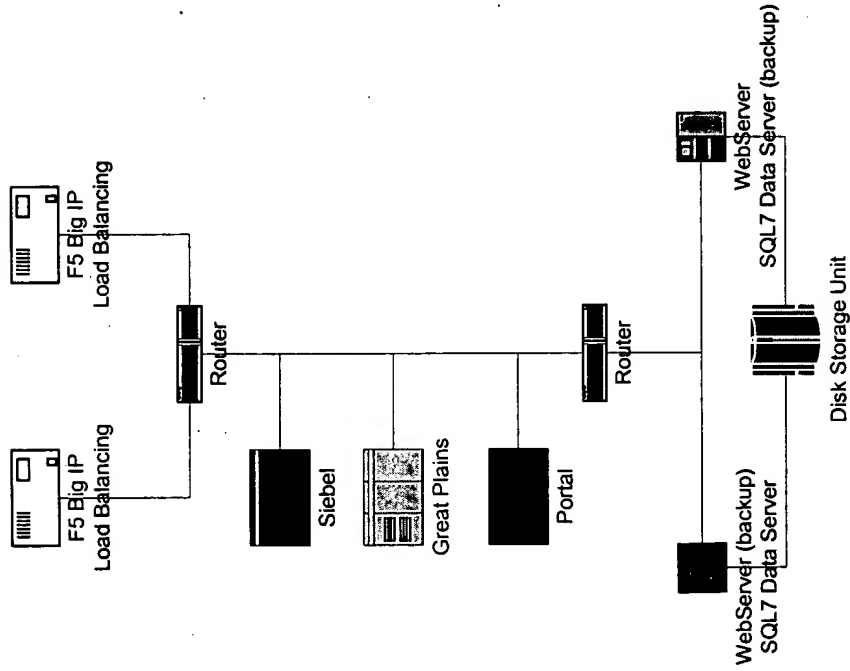 F5 Big IP
Load Balancing
F5 Big IP
Load Balancing
Router
Siebel
Great Plains
Portal
Router
WebServer (backup)
SQL7 Data Server
WebServer
SQL7 Data Server (backup)
Disk Storage Unit